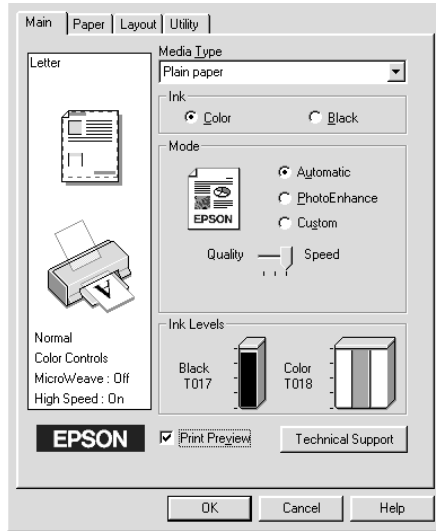 Main Paper Layout Utility
Letter
Media Type
Plain paper
Ink
Color Black
Mode
EPSON
Automatic
PhotoEnhance
Custom
Quality Speed
A
Normal
Color Controls
MicroWeave : Off
High Speed : On
Ink Levels
Black
T017
Color
T018
EPSON
Print Preview
Technical Support
OK Cancel Help